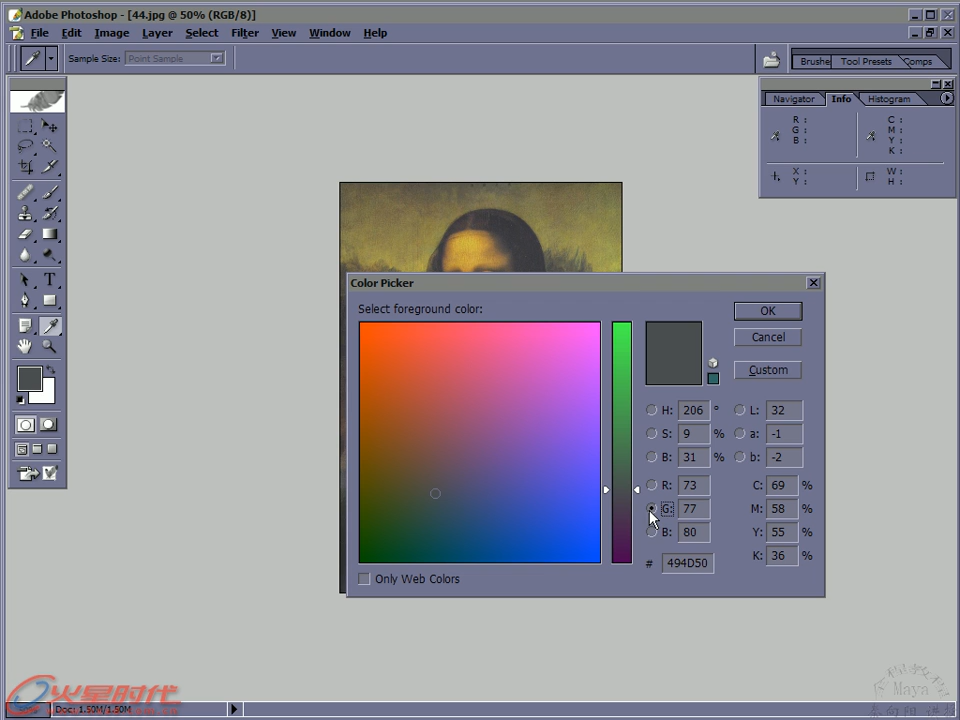 Adobe Photoshop - [44.jpg @ 50% (RGB/8)]
File Edit Image Layer Select Filter View Window Help
Sample Size: Point Sample
Brushe Tool Presets Comps
Navigator Info Histogram
R : C :
G : M :
B : Y :
K :
X : W :
Y : H :
Color Picker
Select foreground color:
OK
Cancel
Custom
H: 206 ° L: 32
S: 9 % a: -1
B: 31 % b: -2
R: 73 C: 69 %
G: 77 M: 58 %
B: 80 Y: 55 %
# 494D50 K: 36 %
Only Web Colors
火星时代
Maya
Doc: 1.50M/1.50M